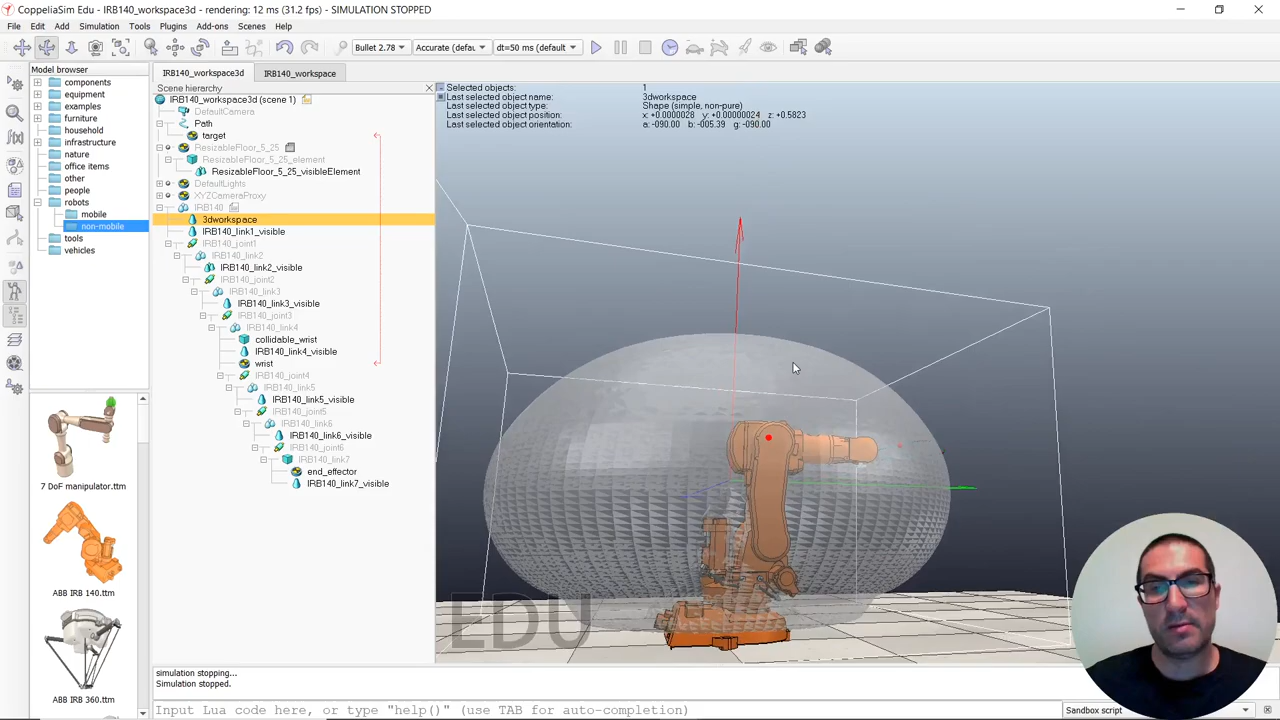 CoppeliaSim Edu - IRB140_workspace3d - rendering: 12 ms (31.2 fps) - SIMULATION STOPPED
File Edit Add Simulation Tools Plugins Add-ons Scenes Help
Bullet 2.78 Accurate (defau dt=50 ms (default)
Model browser
components
equipment
examples
furniture
household
infrastructure
nature
office items
other
people
robots
mobile
non-mobile
tools
vehicles
7 DoF manipulator.ttm
ABB IRB 140.ttm
ABB IRB 360.ttm
IRB140_workspace3d IRB140_workspace
Scene hierarchy
IRB140_workspace3d (scene 1)
DefaultCamera
Path
target
ResizableFloor_5_25
ResizableFloor_5_25_element
ResizableFloor_5_25_visibleElement
DefaultLights
XYZCameraProxy
IRB140
3dworkspace
IRB140_link1_visible
IRB140_joint1
IRB140_link2
IRB140_link2_visible
IRB140_joint2
IRB140_link3
IRB140_link3_visible
IRB140_joint3
IRB140_link4
collidable_wrist
IRB140_link4_visible
wrist
IRB140_joint4
IRB140_link5
IRB140_link5_visible
IRB140_joint5
IRB140_link6
IRB140_link6_visible
IRB140_joint6
IRB140_link7
end_effector
IRB140_link7_visible
Selected objects: 1
Last selected object name: 3dworkspace
Last selected object type: Shape (simple, non-pure)
Last selected object position: x: +0.0000028 y: +0.00000024 z: +0.5823
Last selected object orientation: a: -090.00 b: -005.39 g: -090.00
EDU
simulation stopping...
Simulation stopped.
Input Lua code here, or type "help()" (use TAB for auto-completion)
Sandbox script